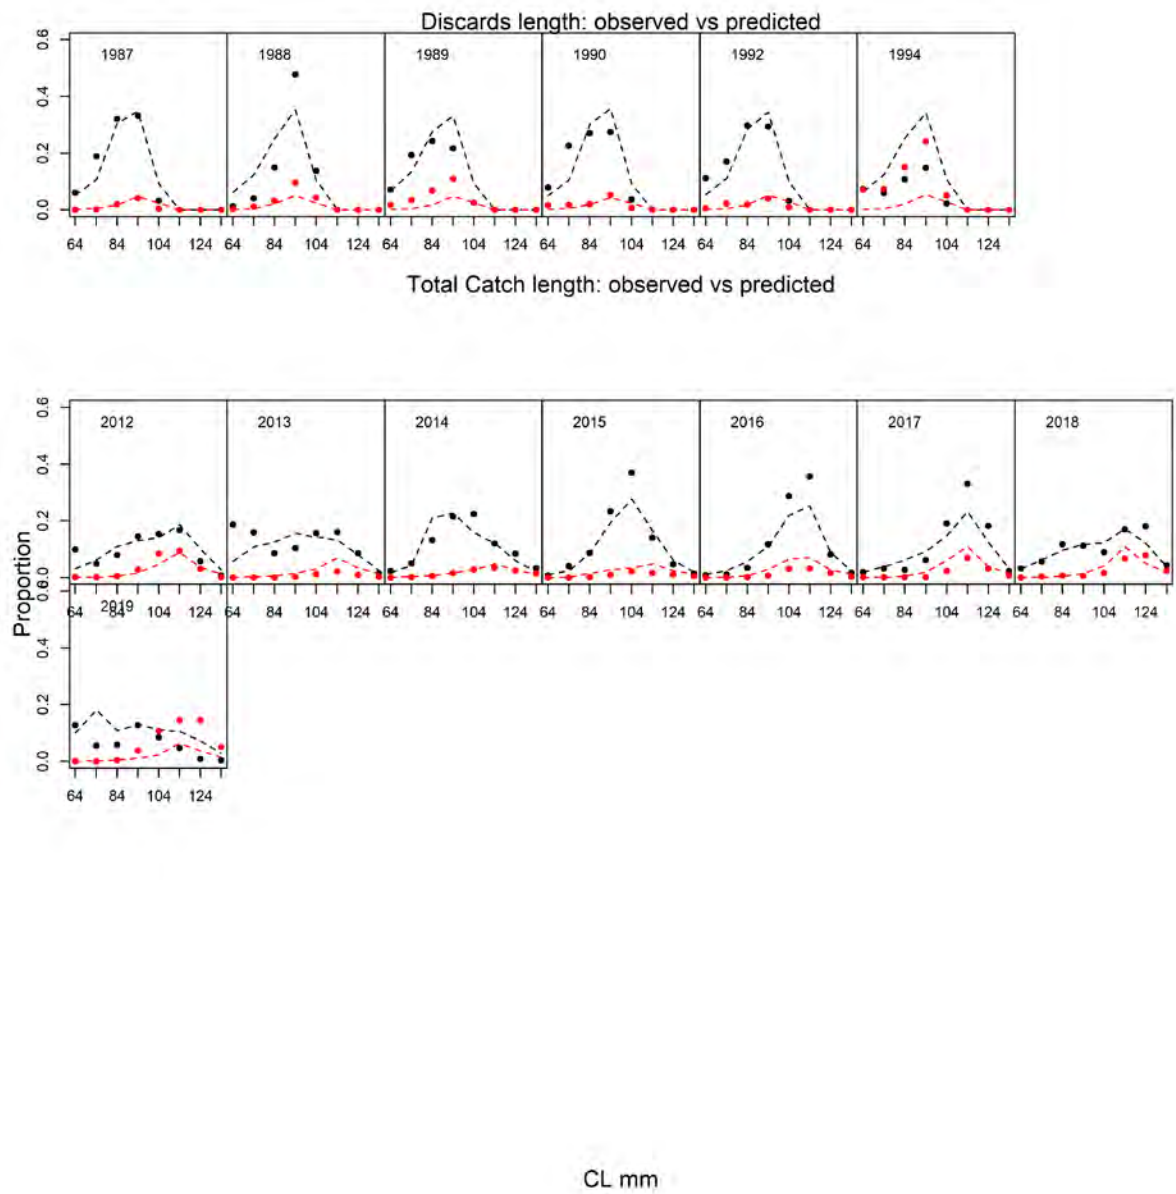 Discards length: observed vs predicted
0.0 0.2 0.4 0.6
1987 1988 1989 1990 1992 1994
64 84 104 124 64 84 104 124 64 84 104 124 64 84 104 124 64 84 104 124 64 84 104 124
Total Catch length: observed vs predicted
Proportion
0.0 0.2 0.4 0.6
2012 2013 2014 2015 2016 2017 2018
64 84 104 124 64 84 104 124 64 84 104 124 64 84 104 124 64 84 104 124 64 84 104 124 64 84 104 124
2019
0.0 0.2 0.4 0.6
64 84 104 124
CL mm